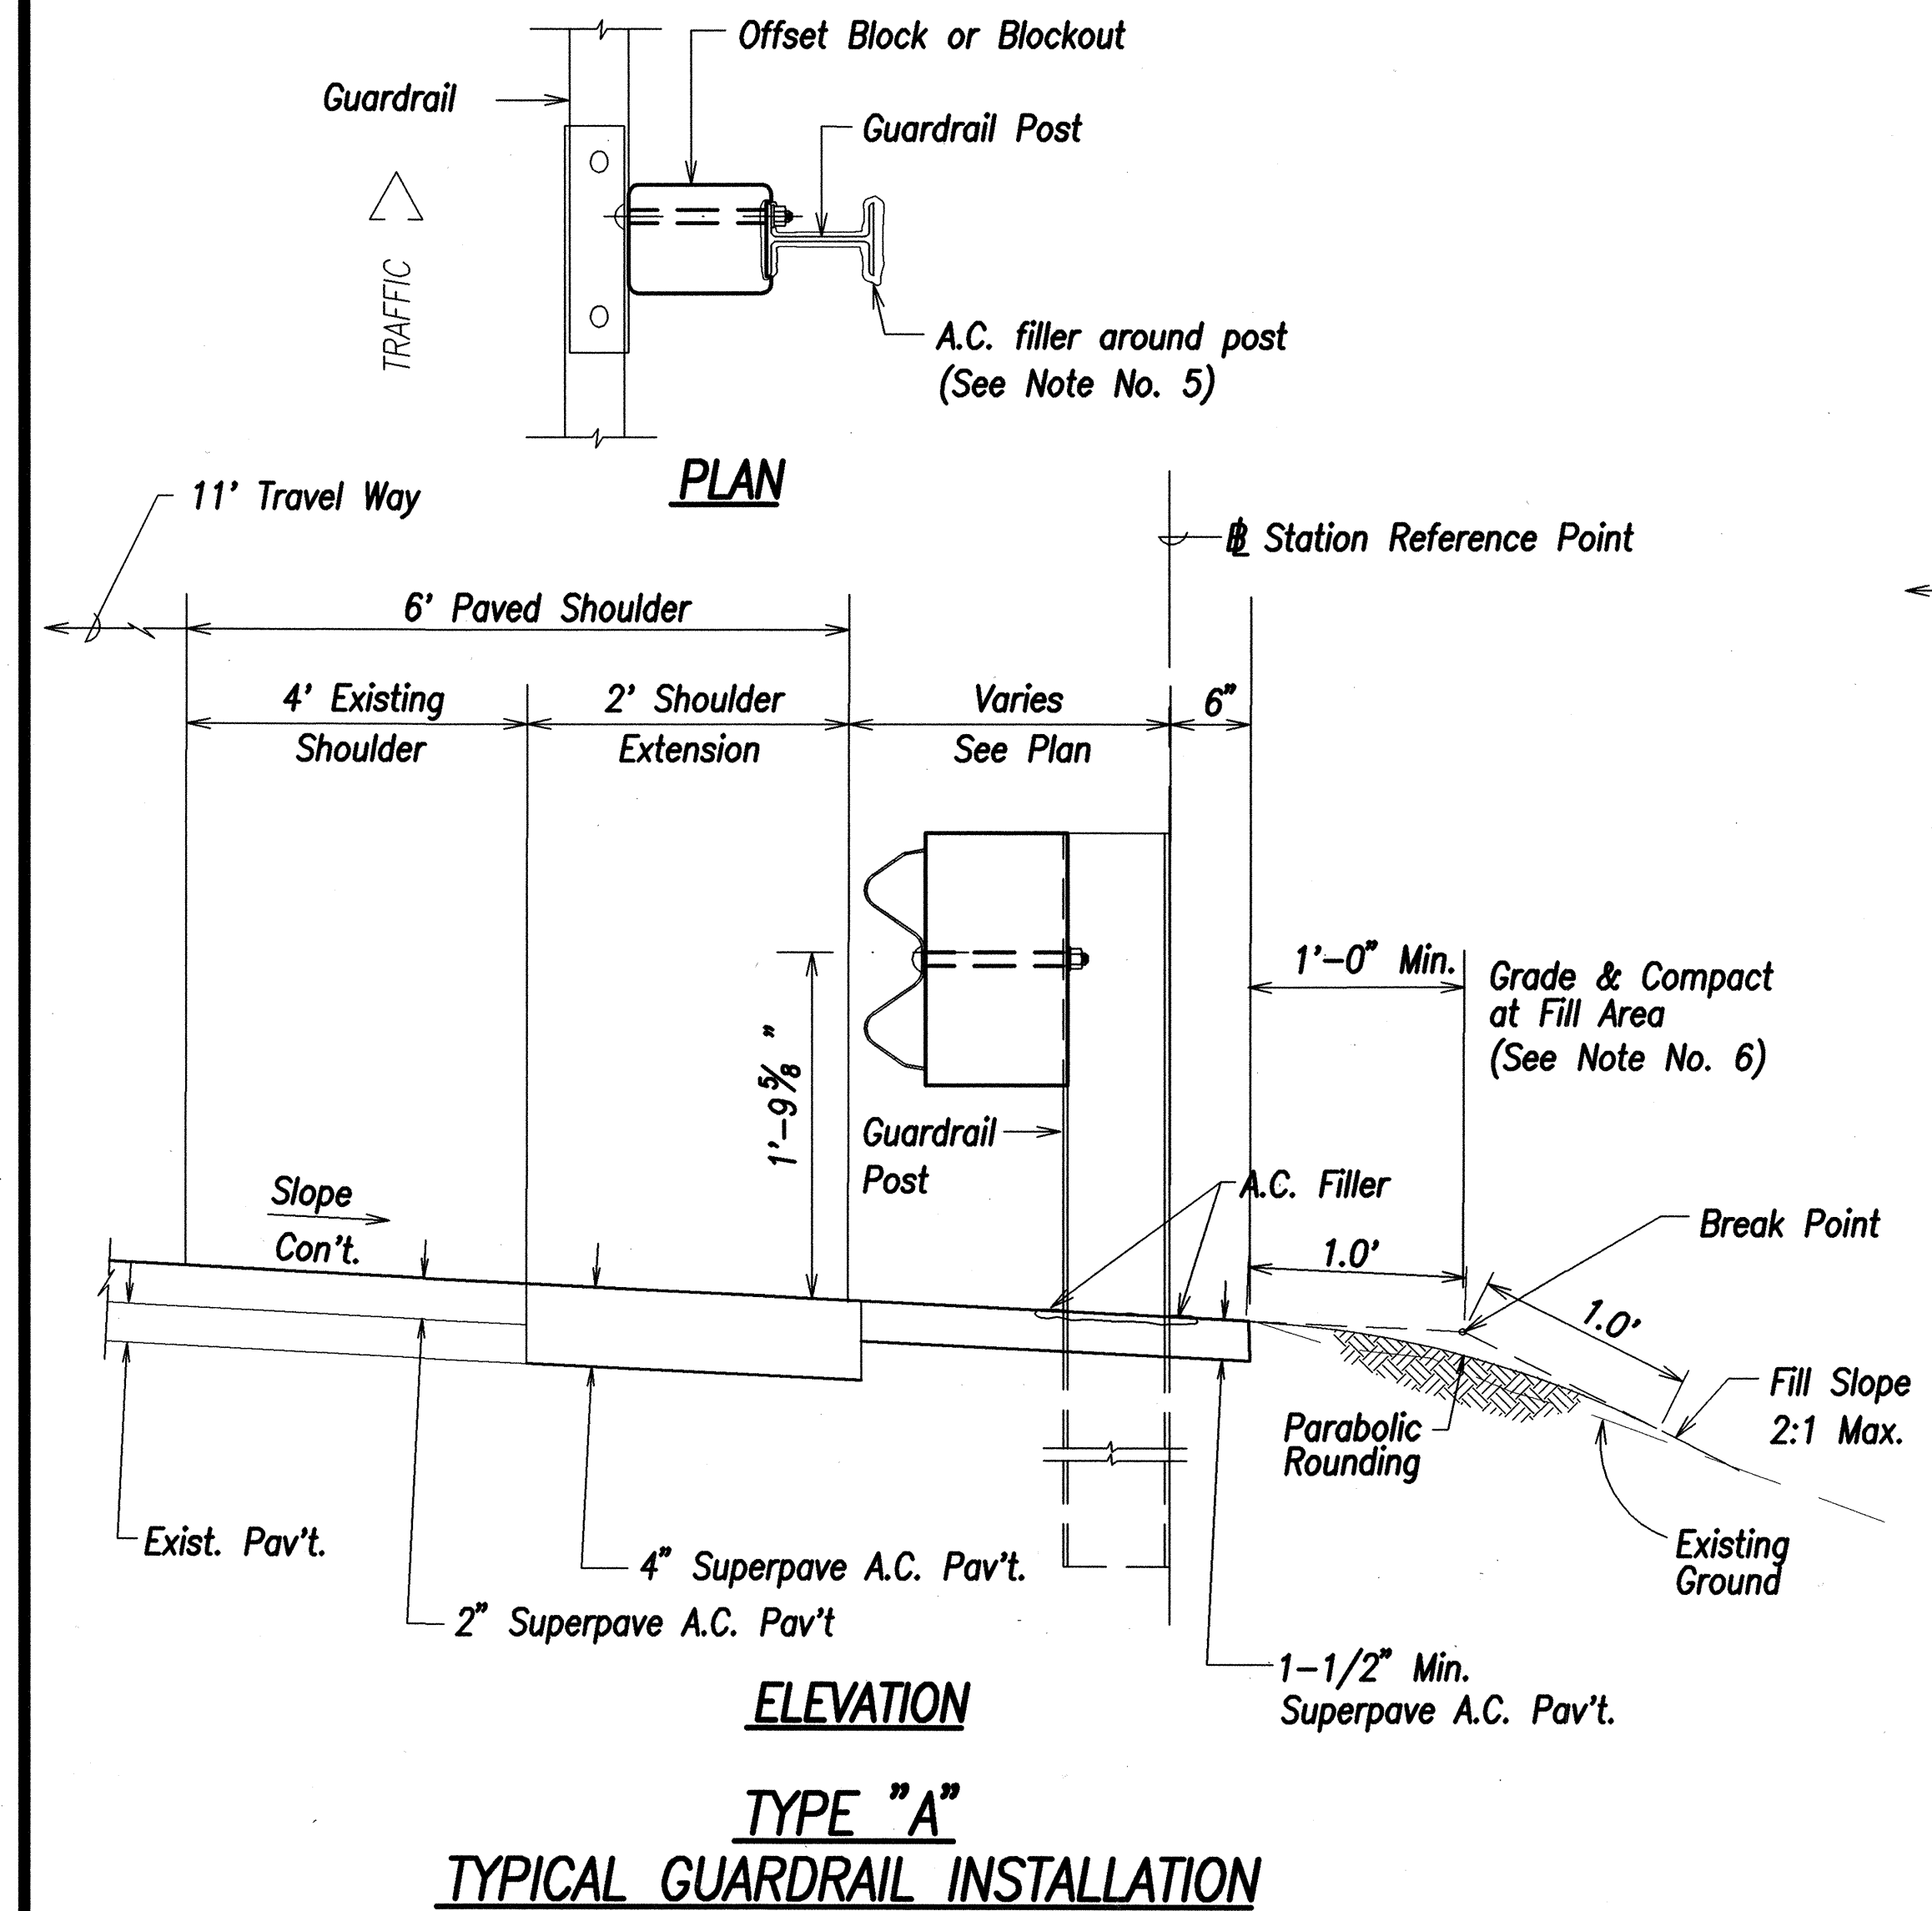 Offset Block or Blockout
Guardrail
Guardrail Post
TRAFFIC
A.C. filler around post
(See Note No. 5)
PLAN
11' Travel Way
℄ Station Reference Point
6' Paved Shoulder
4' Existing
Shoulder
2' Shoulder
Extension
Varies
See Plan
6"
1'-0" Min.
Grade & Compact
at Fill Area
(See Note No. 6)
1'-9 5/8 "
Guardrail
Post
A.C. Filler
Slope
Con't.
1.0'
Break Point
1.0'
Fill Slope
2:1 Max.
Parabolic
Rounding
Existing
Ground
Exist. Pav't.
4" Superpave A.C. Pav't.
2" Superpave A.C. Pav't
1-1/2" Min.
Superpave A.C. Pav't.
ELEVATION
TYPE "A"
TYPICAL GUARDRAIL INSTALLATION